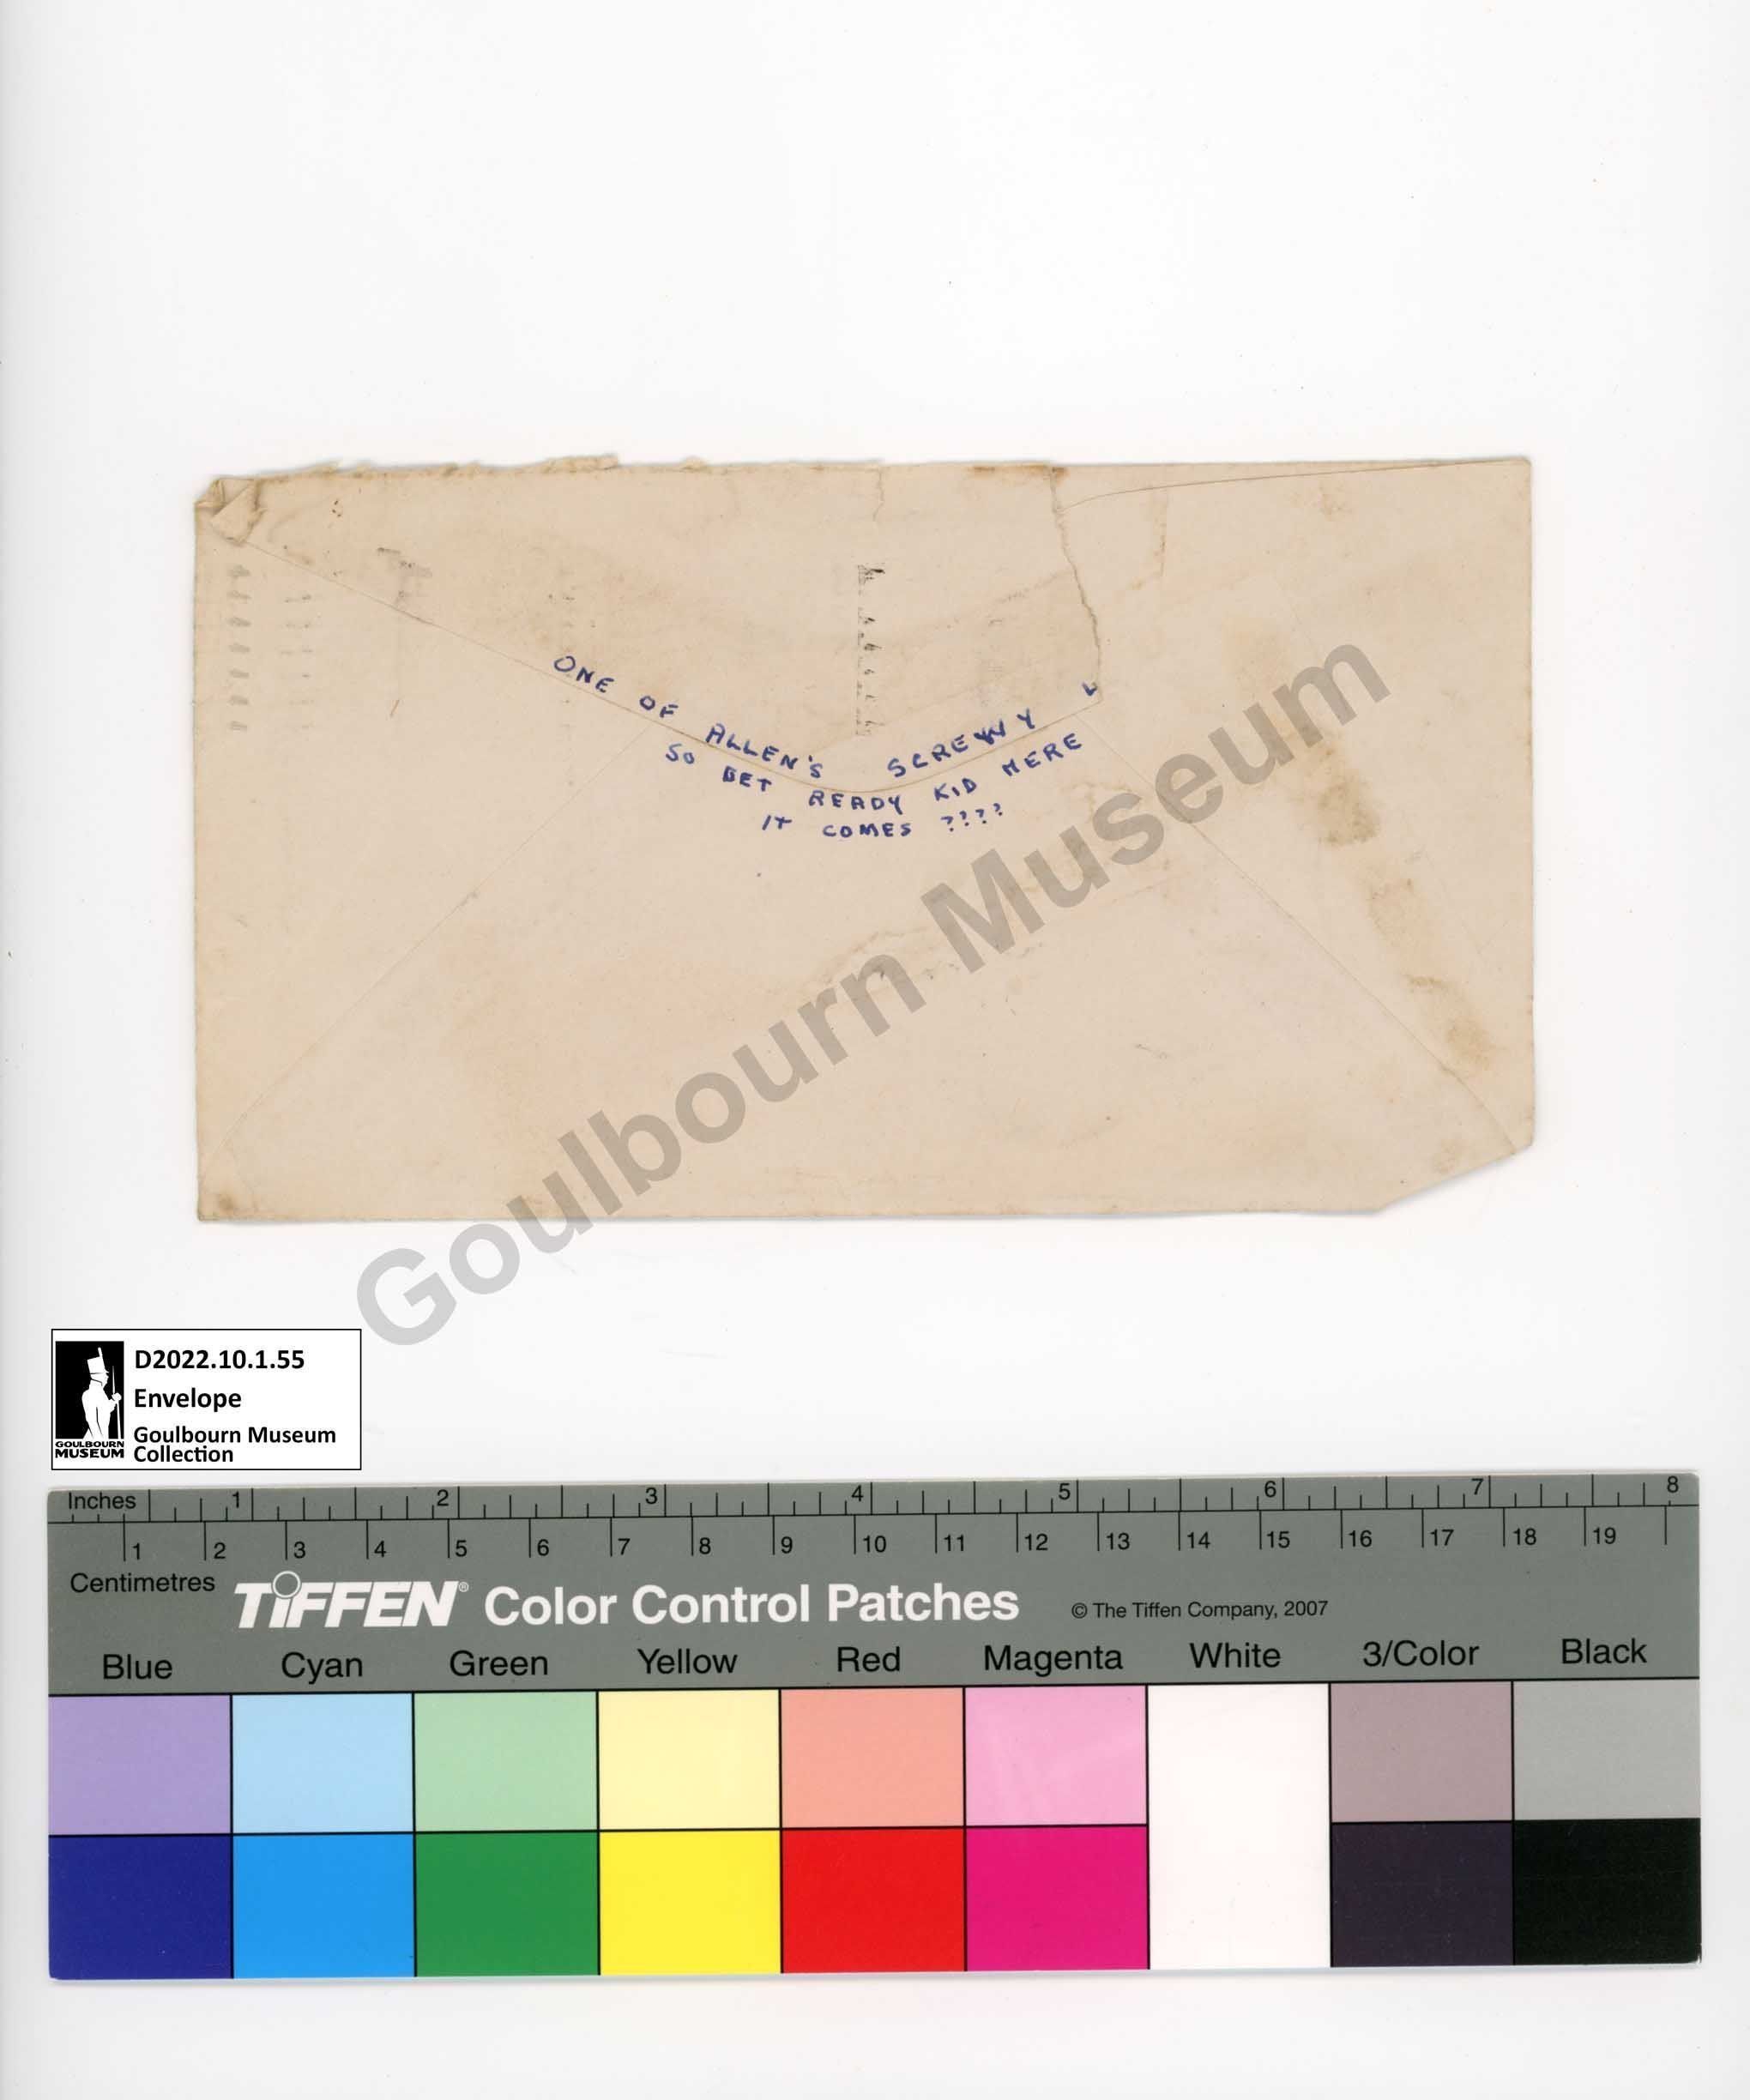 ONE OF ALLEN'S SCREWY L
SO GET READY KID HERE
IT COMES ????
Goulbourn Museum
D2022.10.1.55
Envelope
Goulbourn Museum
Collection
GOULBOURN
MUSEUM
Inches 1 2 3 4 5 6 7 8
1 2 3 4 5 6 7 8 9 10 11 12 13 14 15 16 17 18 19
Centimetres
TIFFEN® Color Control Patches © The Tiffen Company, 2007
Blue Cyan Green Yellow Red Magenta White 3/Color Black